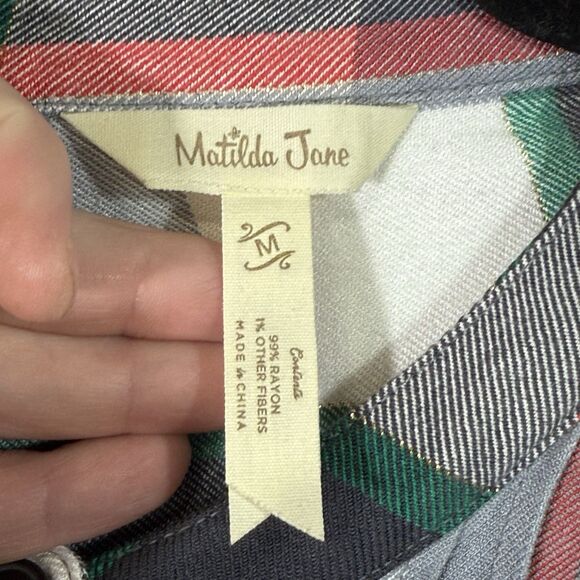 Matilda Jane
M
Contents
99% RAYON
1% OTHER FIBERS
MADE in CHINA